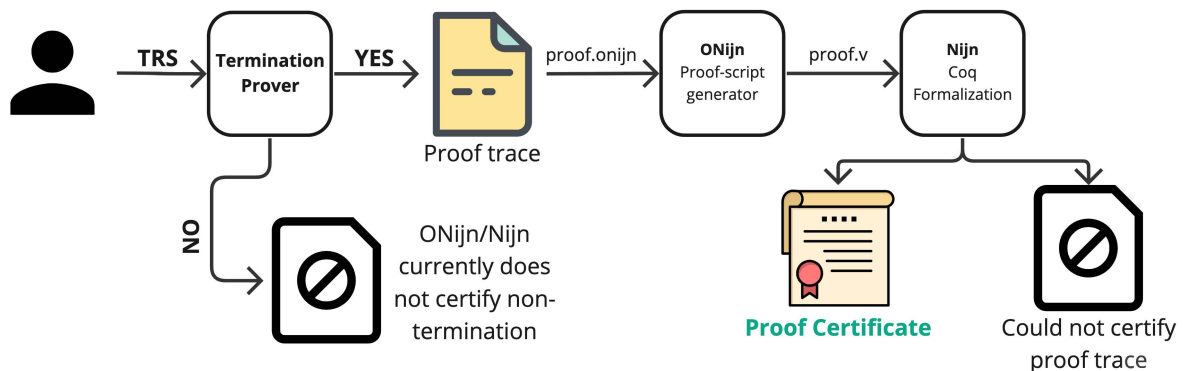 TRS
Termination
Prover
YES
Proof trace
proof.onijn
ONijn
Proof-script
generator
proof.v
Nijn
Coq
Formalization
NO
ONijn/Nijn
currently does
not certify non-
termination
Proof Certificate
Could not certify
proof trace